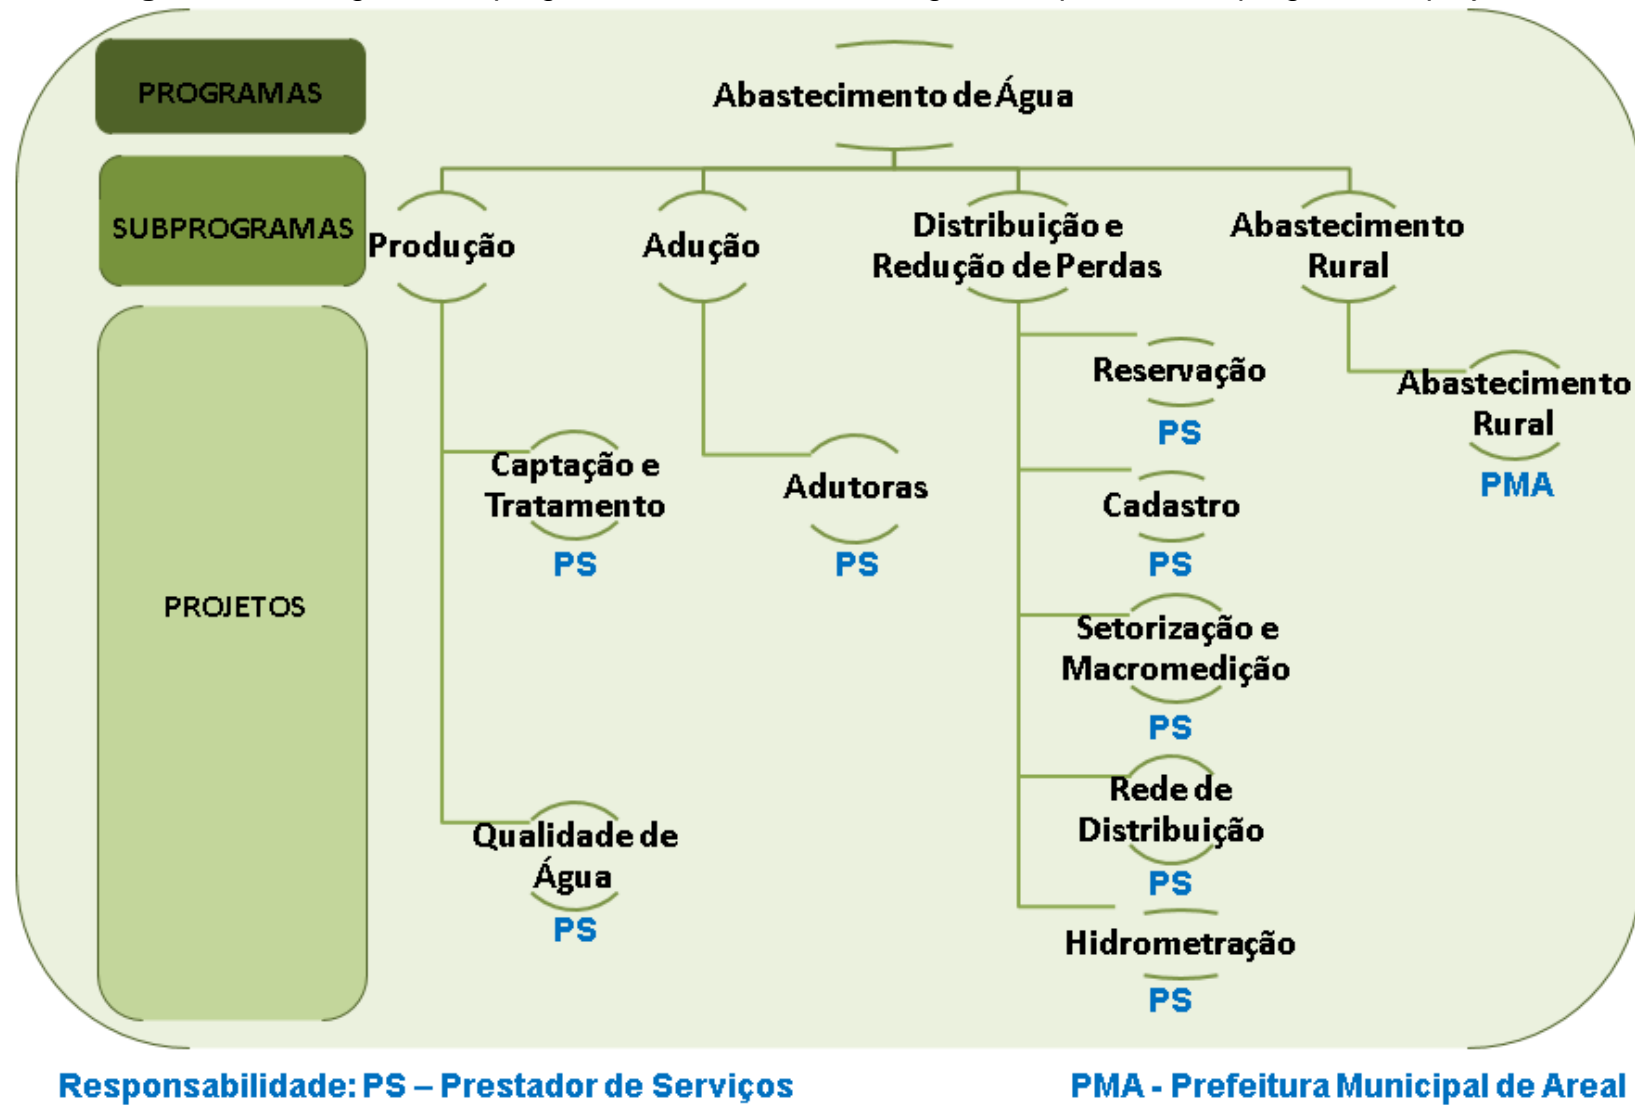 PROGRAMAS
Abastecimento de Água
SUBPROGRAMAS
Produção
Adução
Distribuição e
Redução de Perdas
Abastecimento
Rural
PROJETOS
Captação e
Tratamento
PS
Qualidade de
Água
PS
Adutoras
PS
Reservação
PS
Cadastro
PS
Setorização e
Macromedição
PS
Rede de
Distribuição
PS
Hidrometração
PS
Abastecimento
Rural
PMA
Responsabilidade: PS – Prestador de Serviços
PMA - Prefeitura Municipal de Areal